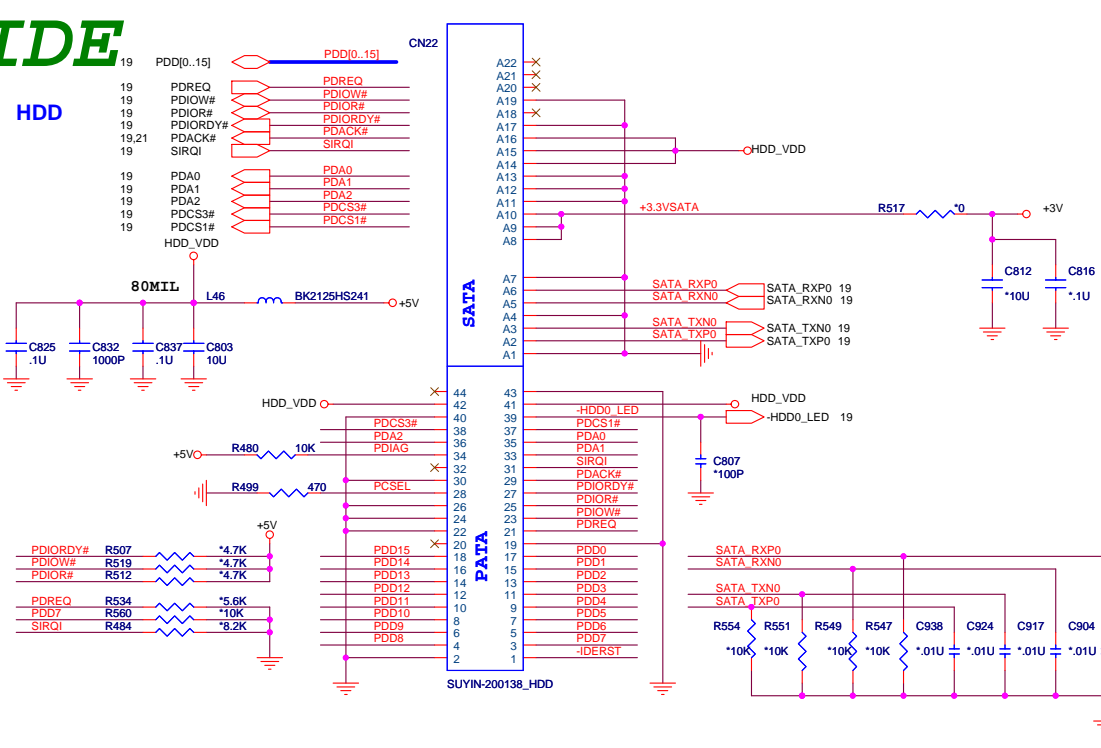 IDE
HDD
CN22
19 PDD[0..15] PDD[0..15]
19 PDREQ PDREQ
19 PDIOW# PDIOW#
19 PDIOR# PDIOR#
19 PDIORDY# PDIORDY#
19,21 PDACK# PDACK#
19 SIRQI SIRQI
19 PDA0 PDA0
19 PDA1 PDA1
19 PDA2 PDA2
19 PDCS3# PDCS3#
19 PDCS1# PDCS1#
HDD_VDD
80MIL
L46 BK2125HS241 +5V
C825 .1U
C832 1000P
C837 .1U
C803 10U
SATA
A22
A21
A20
A19
A18
A17
A16
A15 HDD_VDD
A14
A13
A12
A11
A10 +3.3VSATA R517 *0 +3V
A9
A8
C812 *10U
C816 *.1U
A7
A6 SATA_RXP0 SATA_RXP0 19
A5 SATA_RXN0 SATA_RXN0 19
A4
A3 SATA_TXN0 SATA_TXN0 19
A2 SATA_TXP0 SATA_TXP0 19
A1
PATA
44 43
HDD_VDD 42 41 HDD_VDD
40 39 -HDD0_LED -HDD0_LED 19
PDCS3# 38 37 PDCS1#
PDA2 36 35 PDA0
+5V R480 10K PDIAG 34 33 PDA1
32 31 SIRQI
30 29 PDACK#
R499 470 PCSEL 28 27 PDIORDY#
26 25 PDIOR#
24 23 PDIOW#
22 21 PDREQ
20 19
PDD15 18 17 PDD0
PDD14 16 15 PDD1
PDD13 14 13 PDD2
PDD12 12 11 PDD3
PDD11 10 9 PDD4
PDD10 8 7 PDD5
PDD9 6 5 PDD6
PDD8 4 3 PDD7
2 1 -IDERST
SUYIN-200138_HDD
C807 *100P
+5V
PDIORDY# R507 *4.7K
PDIOW# R519 *4.7K
PDIOR# R512 *4.7K
PDREQ R534 *5.6K
PDD7 R560 *10K
SIRQI R484 *8.2K
SATA_RXP0
SATA_RXN0
SATA_TXN0
SATA_TXP0
R554 R551 R549 R547 C938 C924 C917 C904
*10K *10K *10K *10K *.01U *.01U *.01U *.01U